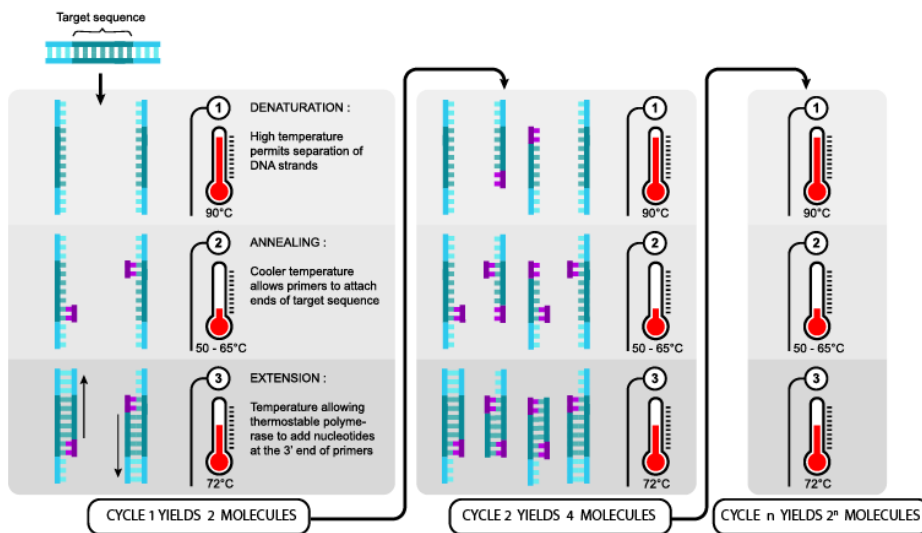 Target sequence
1
DENATURATION :
High temperature
permits separation of
DNA strands
90°C
2
ANNEALING :
Cooler temperature
allows primers to attach
ends of target sequence
50 - 65°C
3
EXTENSION :
Temperature allowing
thermostable polyme-
rase to add nucleotides
at the 3' end of primers
72°C
CYCLE 1 YIELDS 2 MOLECULES
1
90°C
2
50 - 65°C
3
72°C
CYCLE 2 YIELDS 4 MOLECULES
1
90°C
2
50 - 65°C
3
72°C
CYCLE n YIELDS 2ⁿ MOLECULES